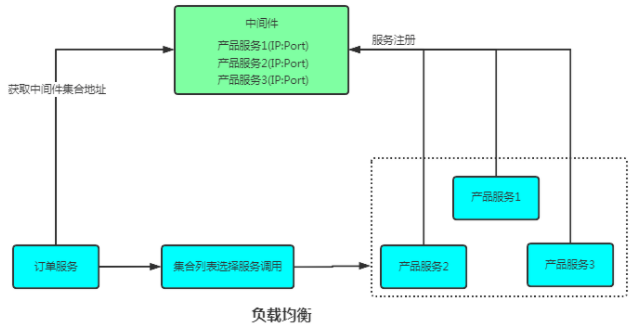 中间件
产品服务1(IP:Port)
产品服务2(IP:Port)
产品服务3(IP:Port)
服务注册
获取中间件集合地址
产品服务1
订单服务
集合列表选择服务调用
产品服务2
产品服务3
负载均衡